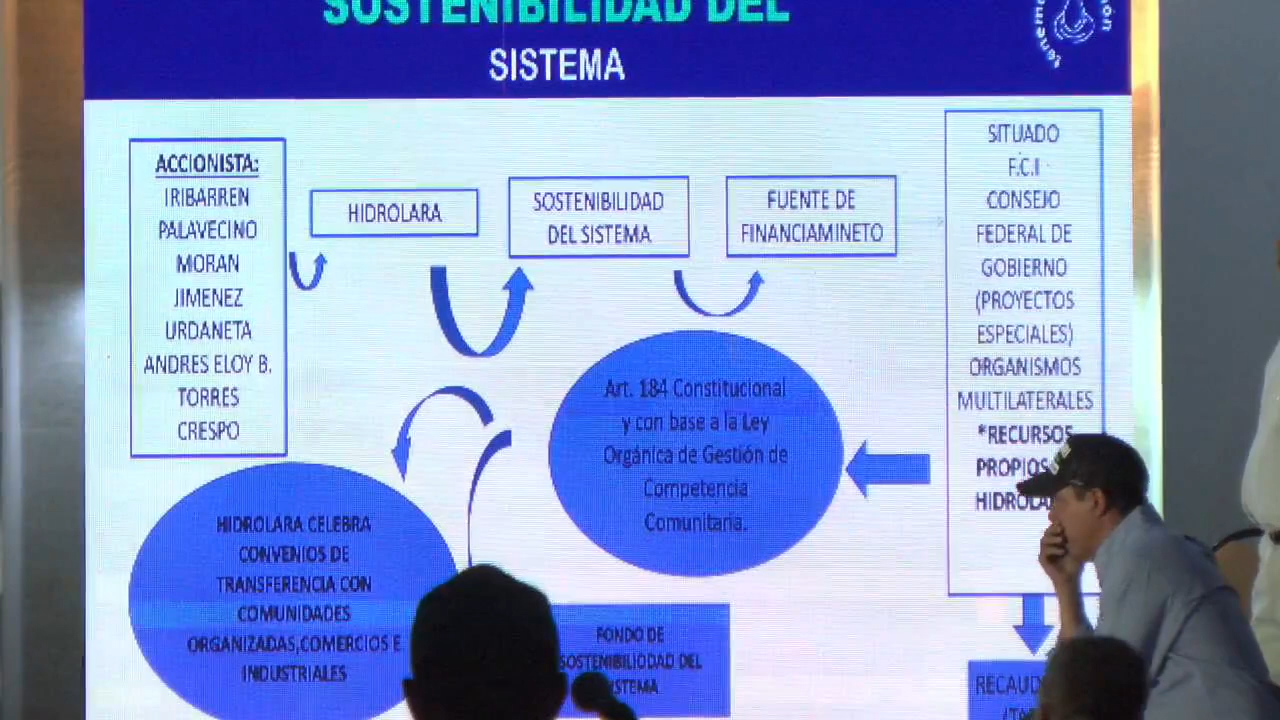 SOSTENIBILIDAD DEL
SISTEMA
ACCIONISTA:
IRIBARREN
PALAVECINO
MORAN
JIMENEZ
URDANETA
ANDRES ELOY B.
TORRES
CRESPO
HIDROLARA
SOSTENIBILIDAD
DEL SISTEMA
FUENTE DE
FINANCIAMINETO
SITUADO
F.C.I
CONSEJO
FEDERAL DE
GOBIERNO
(PROYECTOS
ESPECIALES)
ORGANISMOS
MULTILATERALES
*RECURSOS
PROPIOS
Art. 184 Constitucional
y con base a la Ley
Orgánica de Gestión de
Competencia
Comunitaria.
HIDROLARA CELEBRA
CONVENIOS DE
TRANSFERENCIA CON
COMUNIDADES
ORGANIZADAS,COMERCIOS E
INDUSTRIALES
FONDO DE
SOSTENIBILIODAD DEL